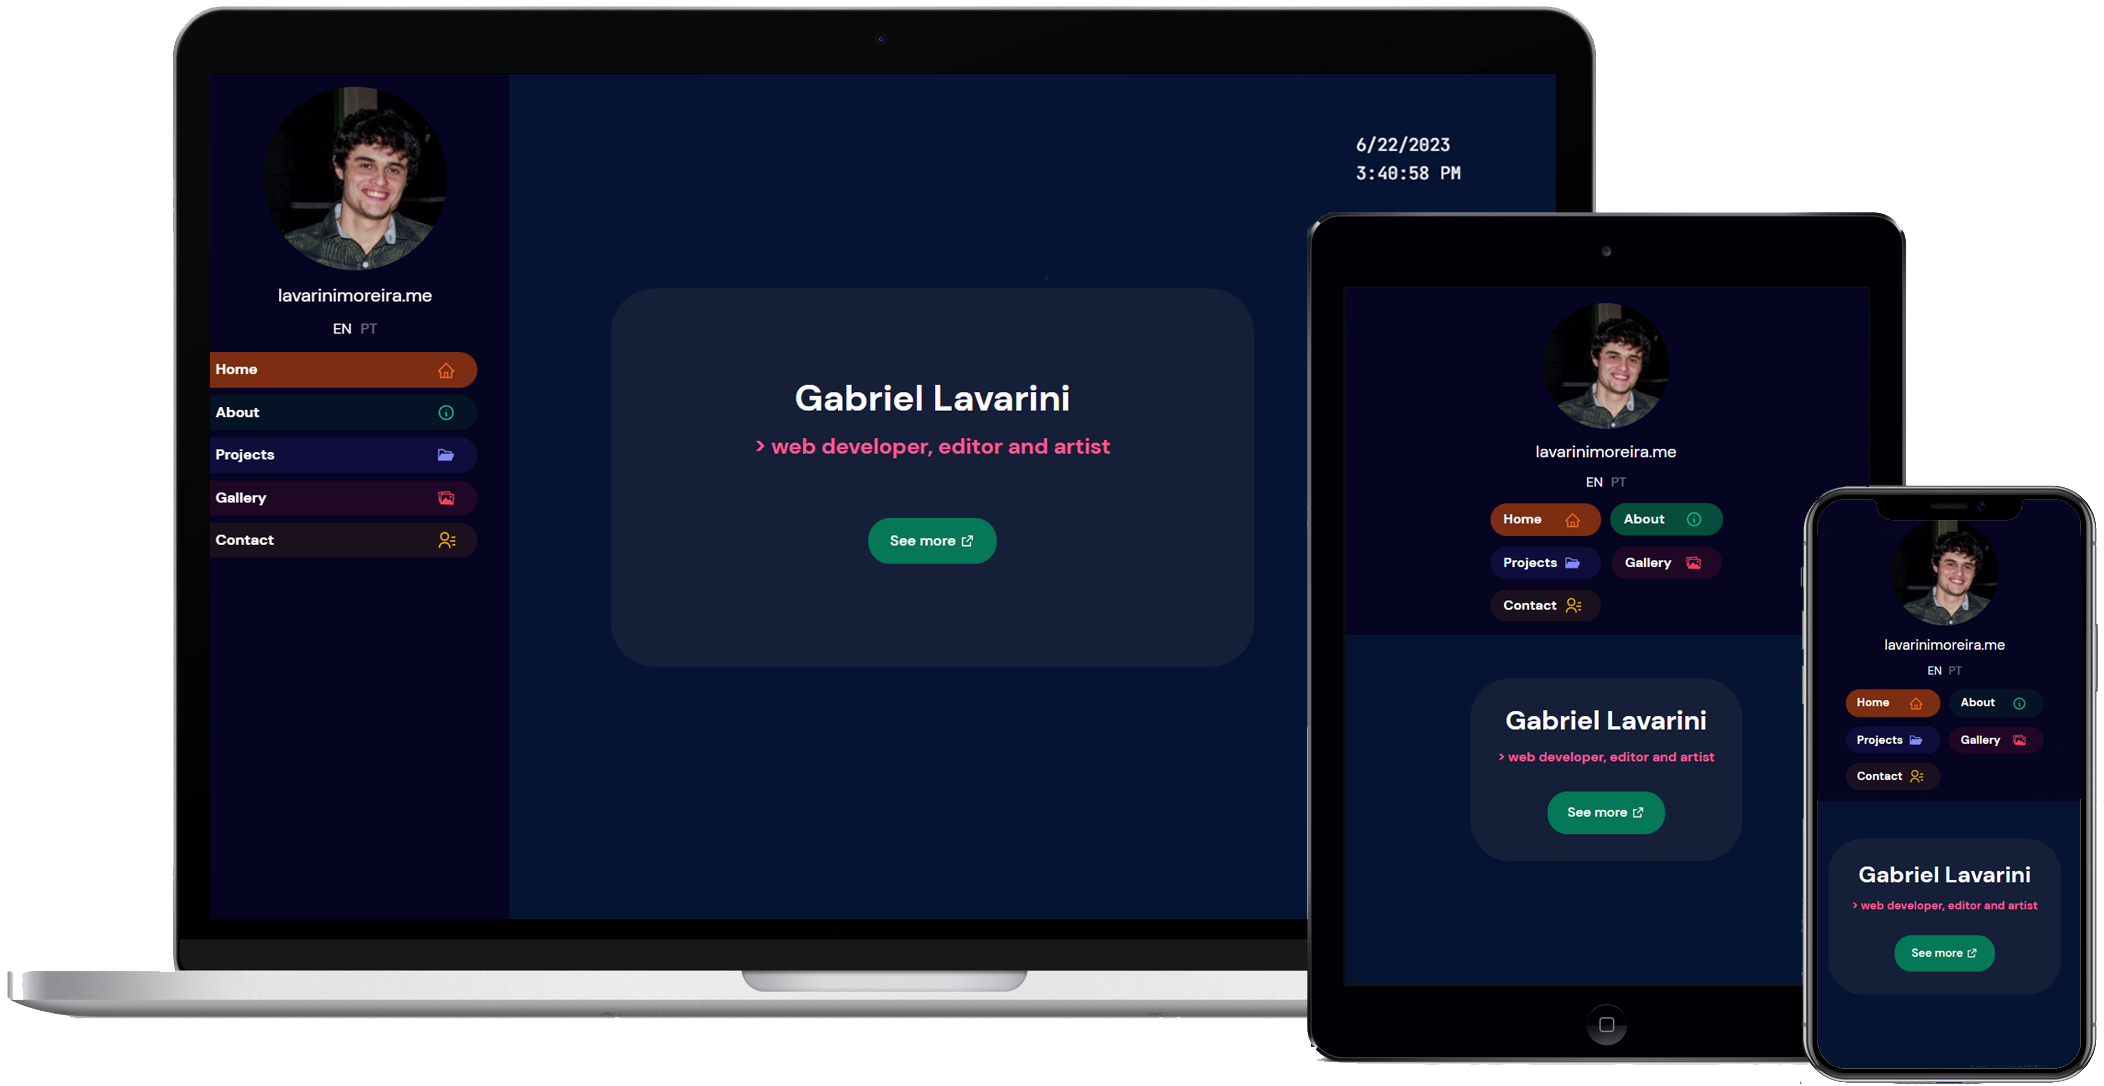 6/22/2023
3:40:58 PM
lavarinimoreira.me
EN PT
Home
About
Projects
Gallery
Contact
Gabriel Lavarini
> web developer, editor and artist
See more
lavarinimoreira.me
EN PT
Home About
Projects Gallery
Contact
Gabriel Lavarini
> web developer, editor and artist
See more
lavarinimoreira.me
EN PT
Home About
Projects Gallery
Contact
Gabriel Lavarini
> web developer, editor and artist
See more